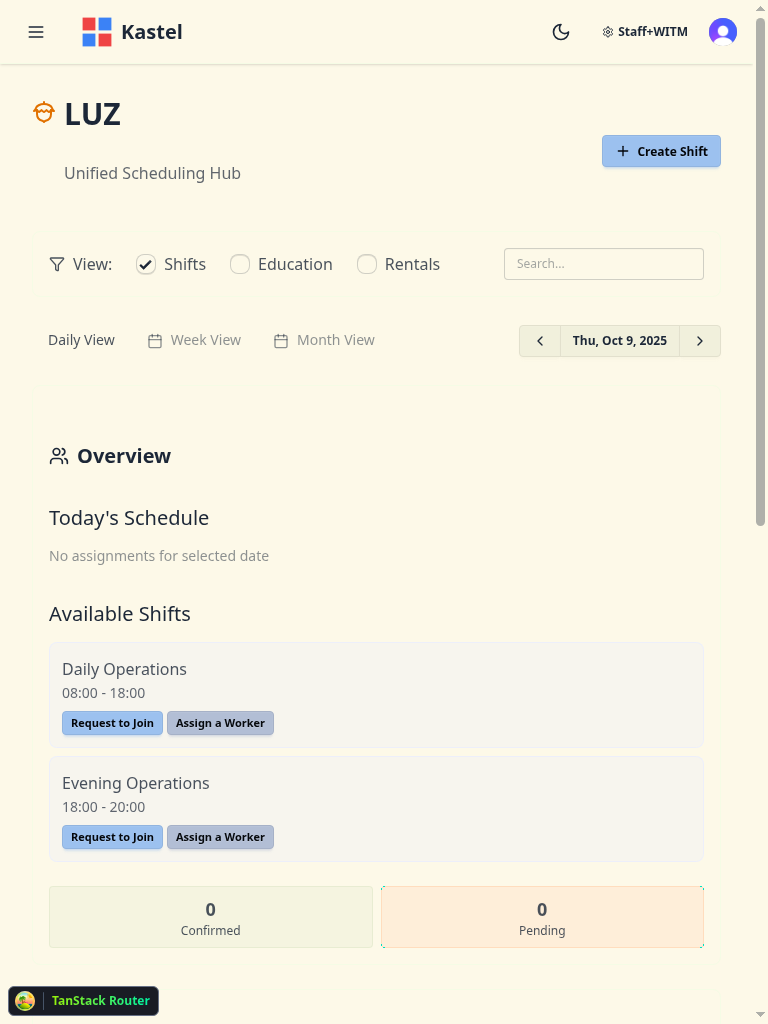 Kastel
Staff+WITM
LUZ
Unified Scheduling Hub
Create Shift
View:
Shifts
Education
Rentals
Search...
Daily View
Week View
Month View
Thu, Oct 9, 2025
Overview
Today's Schedule
No assignments for selected date
Available Shifts
Daily Operations
08:00 - 18:00
Request to Join
Assign a Worker
Evening Operations
18:00 - 20:00
Request to Join
Assign a Worker
0
Confirmed
0
Pending
TanStack Router